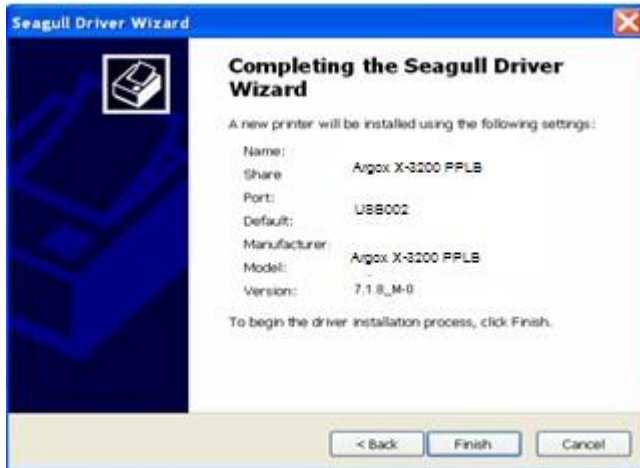 Seagull Driver Wizard
Completing the Seagull Driver
Wizard
A new printer will be installed using the following settings:
Name:
Argox X-3200 PPLB
Share
Port:
USB002
Default:
Manufacturer
Argox X-3200 PPLB
Model:
Version: 7.1.8_M-0
To begin the driver installation process, click Finish.
< Back Finish Cancel